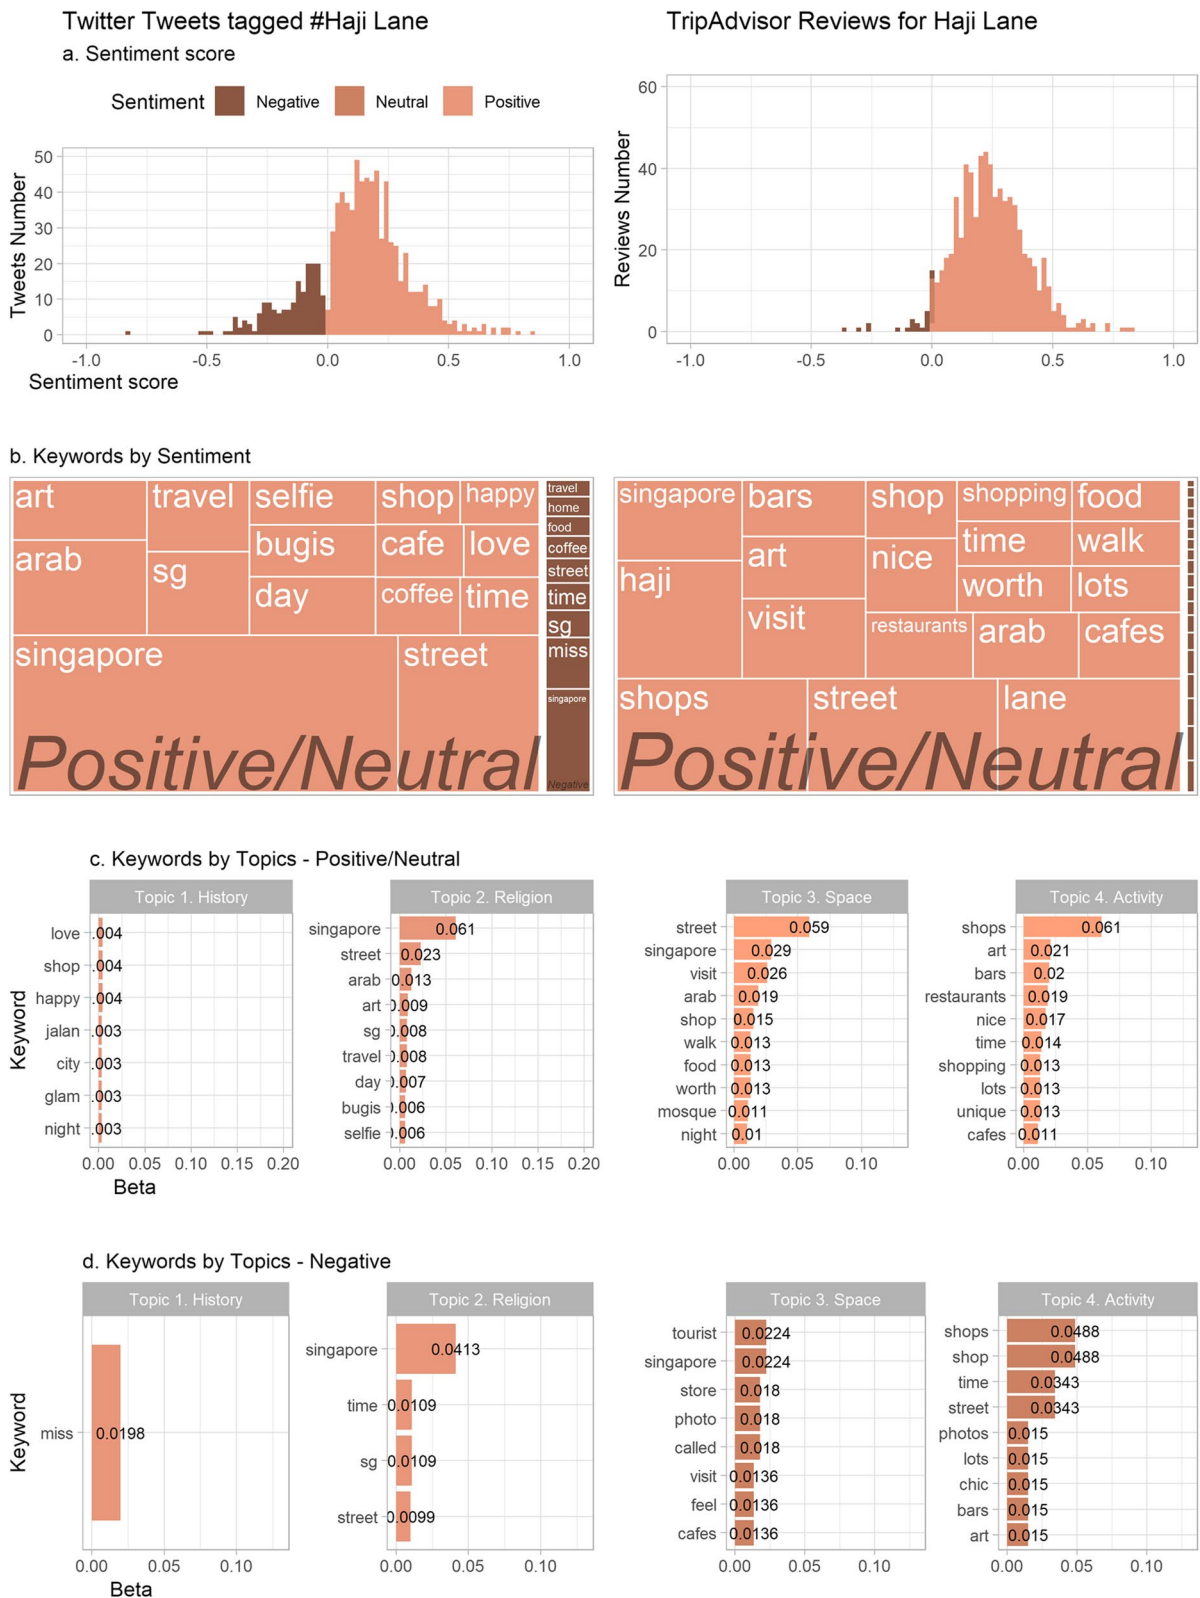 Twitter Tweets tagged #Haji Lane
TripAdvisor Reviews for Haji Lane
a. Sentiment score
Sentiment Negative Neutral Positive
Tweets Number
50
40
30
20
10
0
-1.0 -0.5 0.0 0.5 1.0
Sentiment score
Reviews Number
60
40
20
0
-1.0 -0.5 0.0 0.5 1.0
b. Keywords by Sentiment
art
travel
selfie
shop
happy
arab
sg
bugis
cafe
love
day
coffee
time
singapore
street
Positive/Neutral
travel
home
food
coffee
street
time
sg
miss
singapore
Negative
singapore
bars
shop
shopping
food
haji
art
nice
time
walk
visit
worth
lots
restaurants
arab
cafes
shops
street
lane
Positive/Neutral
c. Keywords by Topics - Positive/Neutral
Topic 1. History
Keyword
love .004
shop .004
happy .004
jalan .003
city .003
glam .003
night .003
0.00 0.05 0.10 0.15 0.20
Beta
Topic 2. Religion
singapore 0.061
street 0.023
arab 0.013
art 0.009
sg 0.008
travel 0.008
day 0.007
bugis 0.006
selfie 0.006
0.00 0.05 0.10 0.15 0.20
Topic 3. Space
street 0.059
singapore 0.029
visit 0.026
arab 0.019
shop 0.015
walk 0.013
food 0.013
worth 0.013
mosque 0.011
night 0.01
0.00 0.05 0.10
Topic 4. Activity
shops 0.061
art 0.021
bars 0.02
restaurants 0.019
nice 0.017
time 0.014
shopping 0.013
lots 0.013
unique 0.013
cafes 0.011
0.00 0.05 0.10
d. Keywords by Topics - Negative
Topic 1. History
Keyword
miss 0.0198
0.00 0.05 0.10
Beta
Topic 2. Religion
singapore 0.0413
time 0.0109
sg 0.0109
street 0.0099
0.00 0.05 0.10
Topic 3. Space
tourist 0.0224
singapore 0.0224
store 0.018
photo 0.018
called 0.018
visit 0.0136
feel 0.0136
cafes 0.0136
0.00 0.05 0.10
Topic 4. Activity
shops 0.0488
shop 0.0488
time 0.0343
street 0.0343
photos 0.015
lots 0.015
chic 0.015
bars 0.015
art 0.015
0.00 0.05 0.10